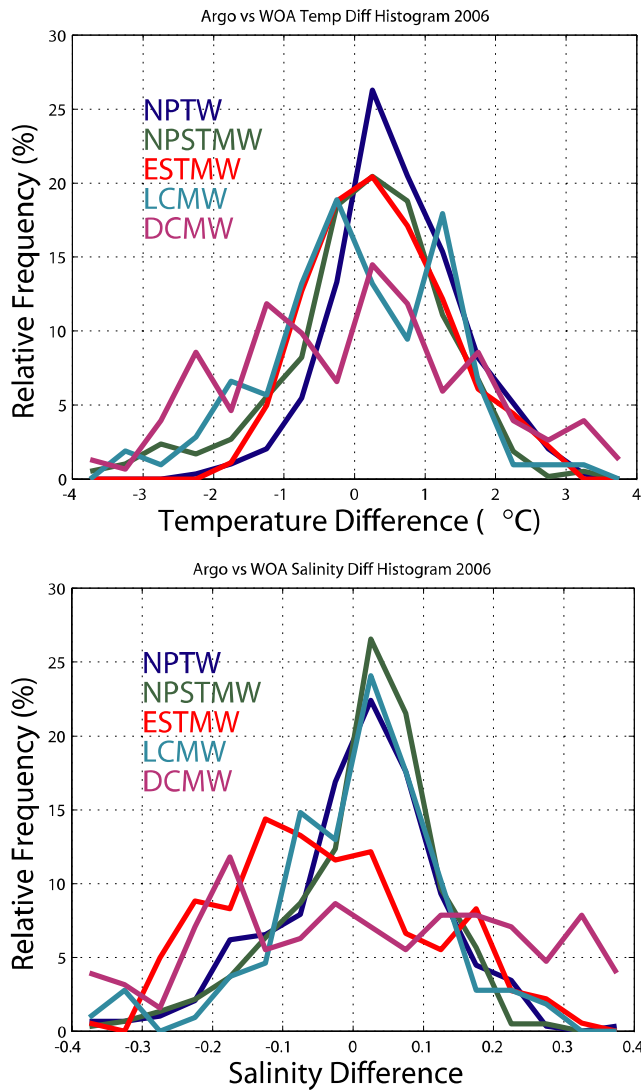 Argo vs WOA Temp Diff Histogram 2006
30
25
20
15
10
5
0
Relative Frequency (%)
NPTW
NPSTMW
ESTMW
LCMW
DCMW
-4 -3 -2 -1 0 1 2 3 4
Temperature Difference ( °C)
Argo vs WOA Salinity Diff Histogram 2006
30
25
20
15
10
5
0
Relative Frequency (%)
NPTW
NPSTMW
ESTMW
LCMW
DCMW
-0.4 -0.3 -0.2 -0.1 0 0.1 0.2 0.3 0.4
Salinity Difference